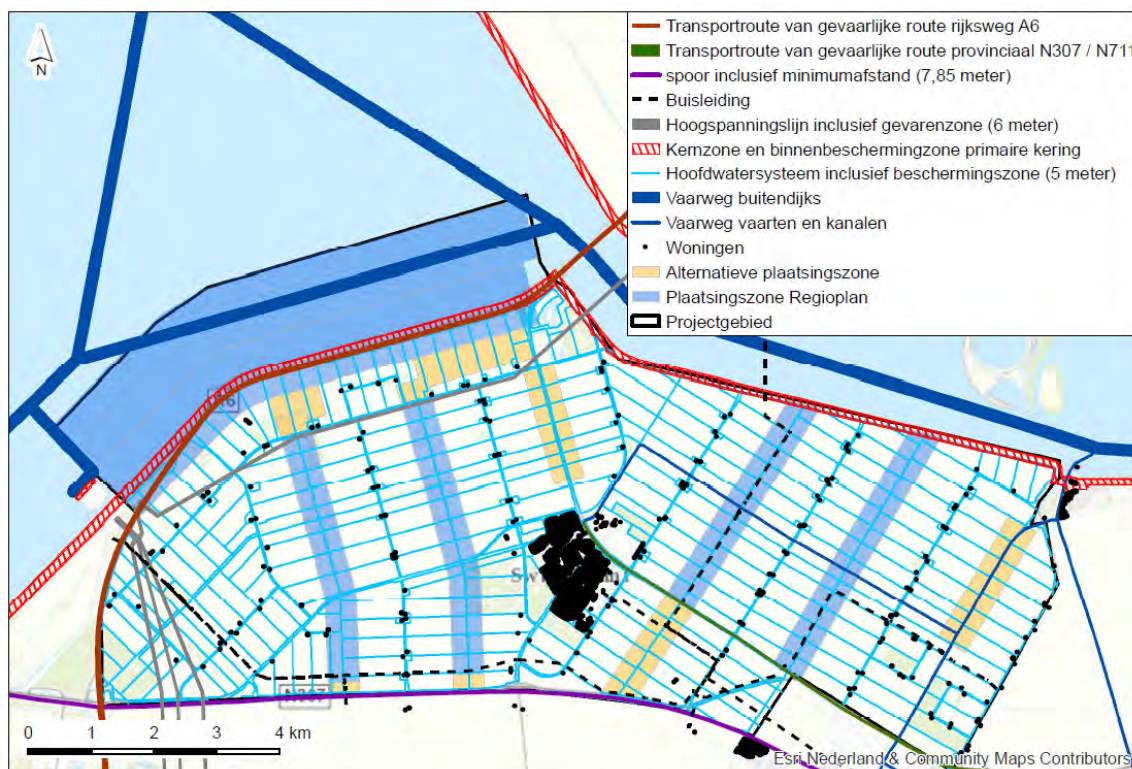 Transportroute van gevaarlijke route rijksweg A6
Transportroute van gevaarlijke route provinciaal N307 / N711
spoor inclusief minimumafstand (7,85 meter)
Buisleiding
Hoogspanningslijn inclusief gevarenzone (6 meter)
Kernzone en binnenbeschermingzone primaire kering
Hoofdwatersysteem inclusief beschermingszone (5 meter)
Vaarweg buitendijks
Vaarweg vaarten en kanalen
Woningen
Alternatieve plaatsingszone
Plaatsingszone Regioplan
Projectgebied
N
A6
N307
0 1 2 3 4 km
Esri Nederland & Community Maps Contributors